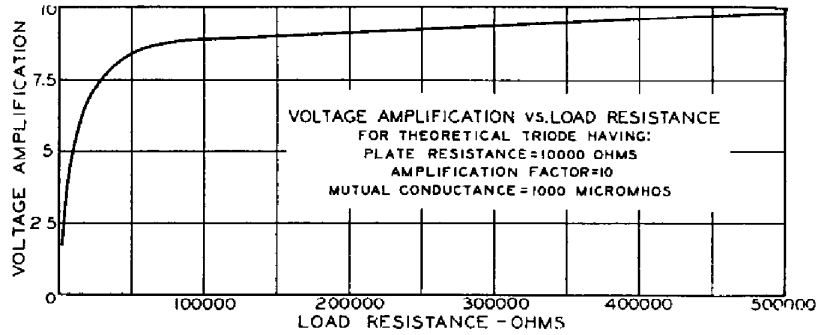 10
7.5
5
2.5
0
VOLTAGE AMPLIFICATION
VOLTAGE AMPLIFICATION VS. LOAD RESISTANCE
FOR THEORETICAL TRIODE HAVING:
PLATE RESISTANCE=10000 OHMS
AMPLIFICATION FACTOR=10
MUTUAL CONDUCTANCE=1000 MICROMHOS
100000 200000 300000 400000 500000
LOAD RESISTANCE-OHMS